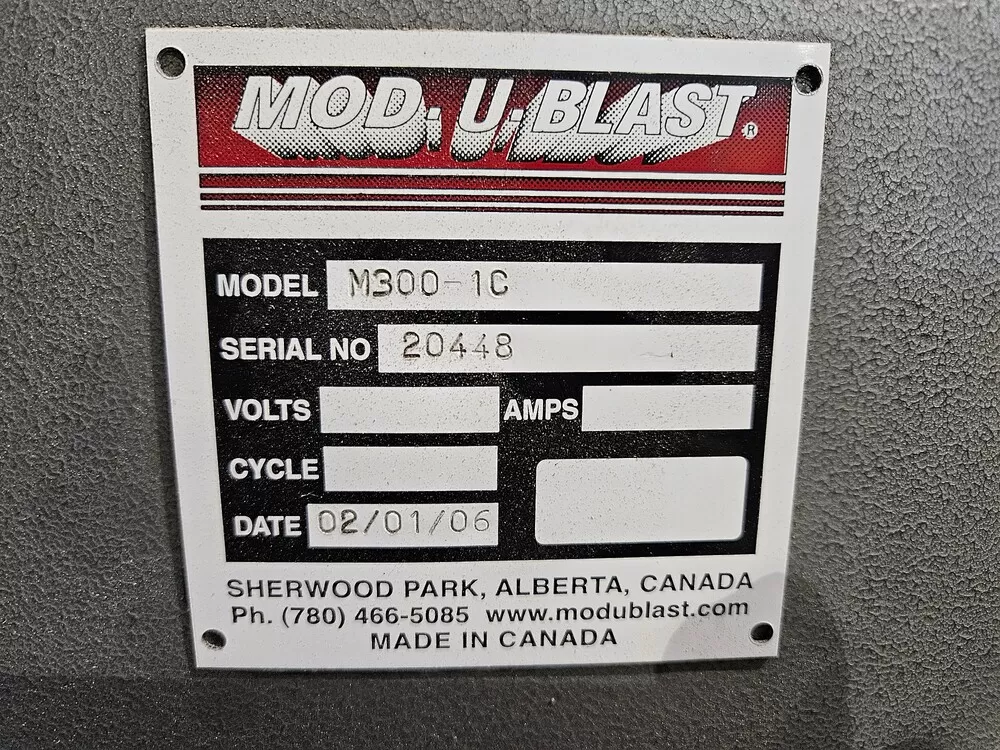 MOD-U-BLAST®
MODEL M300-1C
SERIAL NO 20448
VOLTS AMPS
CYCLE
DATE 02/01/06
SHERWOOD PARK, ALBERTA, CANADA
Ph. (780) 466-5085 www.modublast.com
MADE IN CANADA